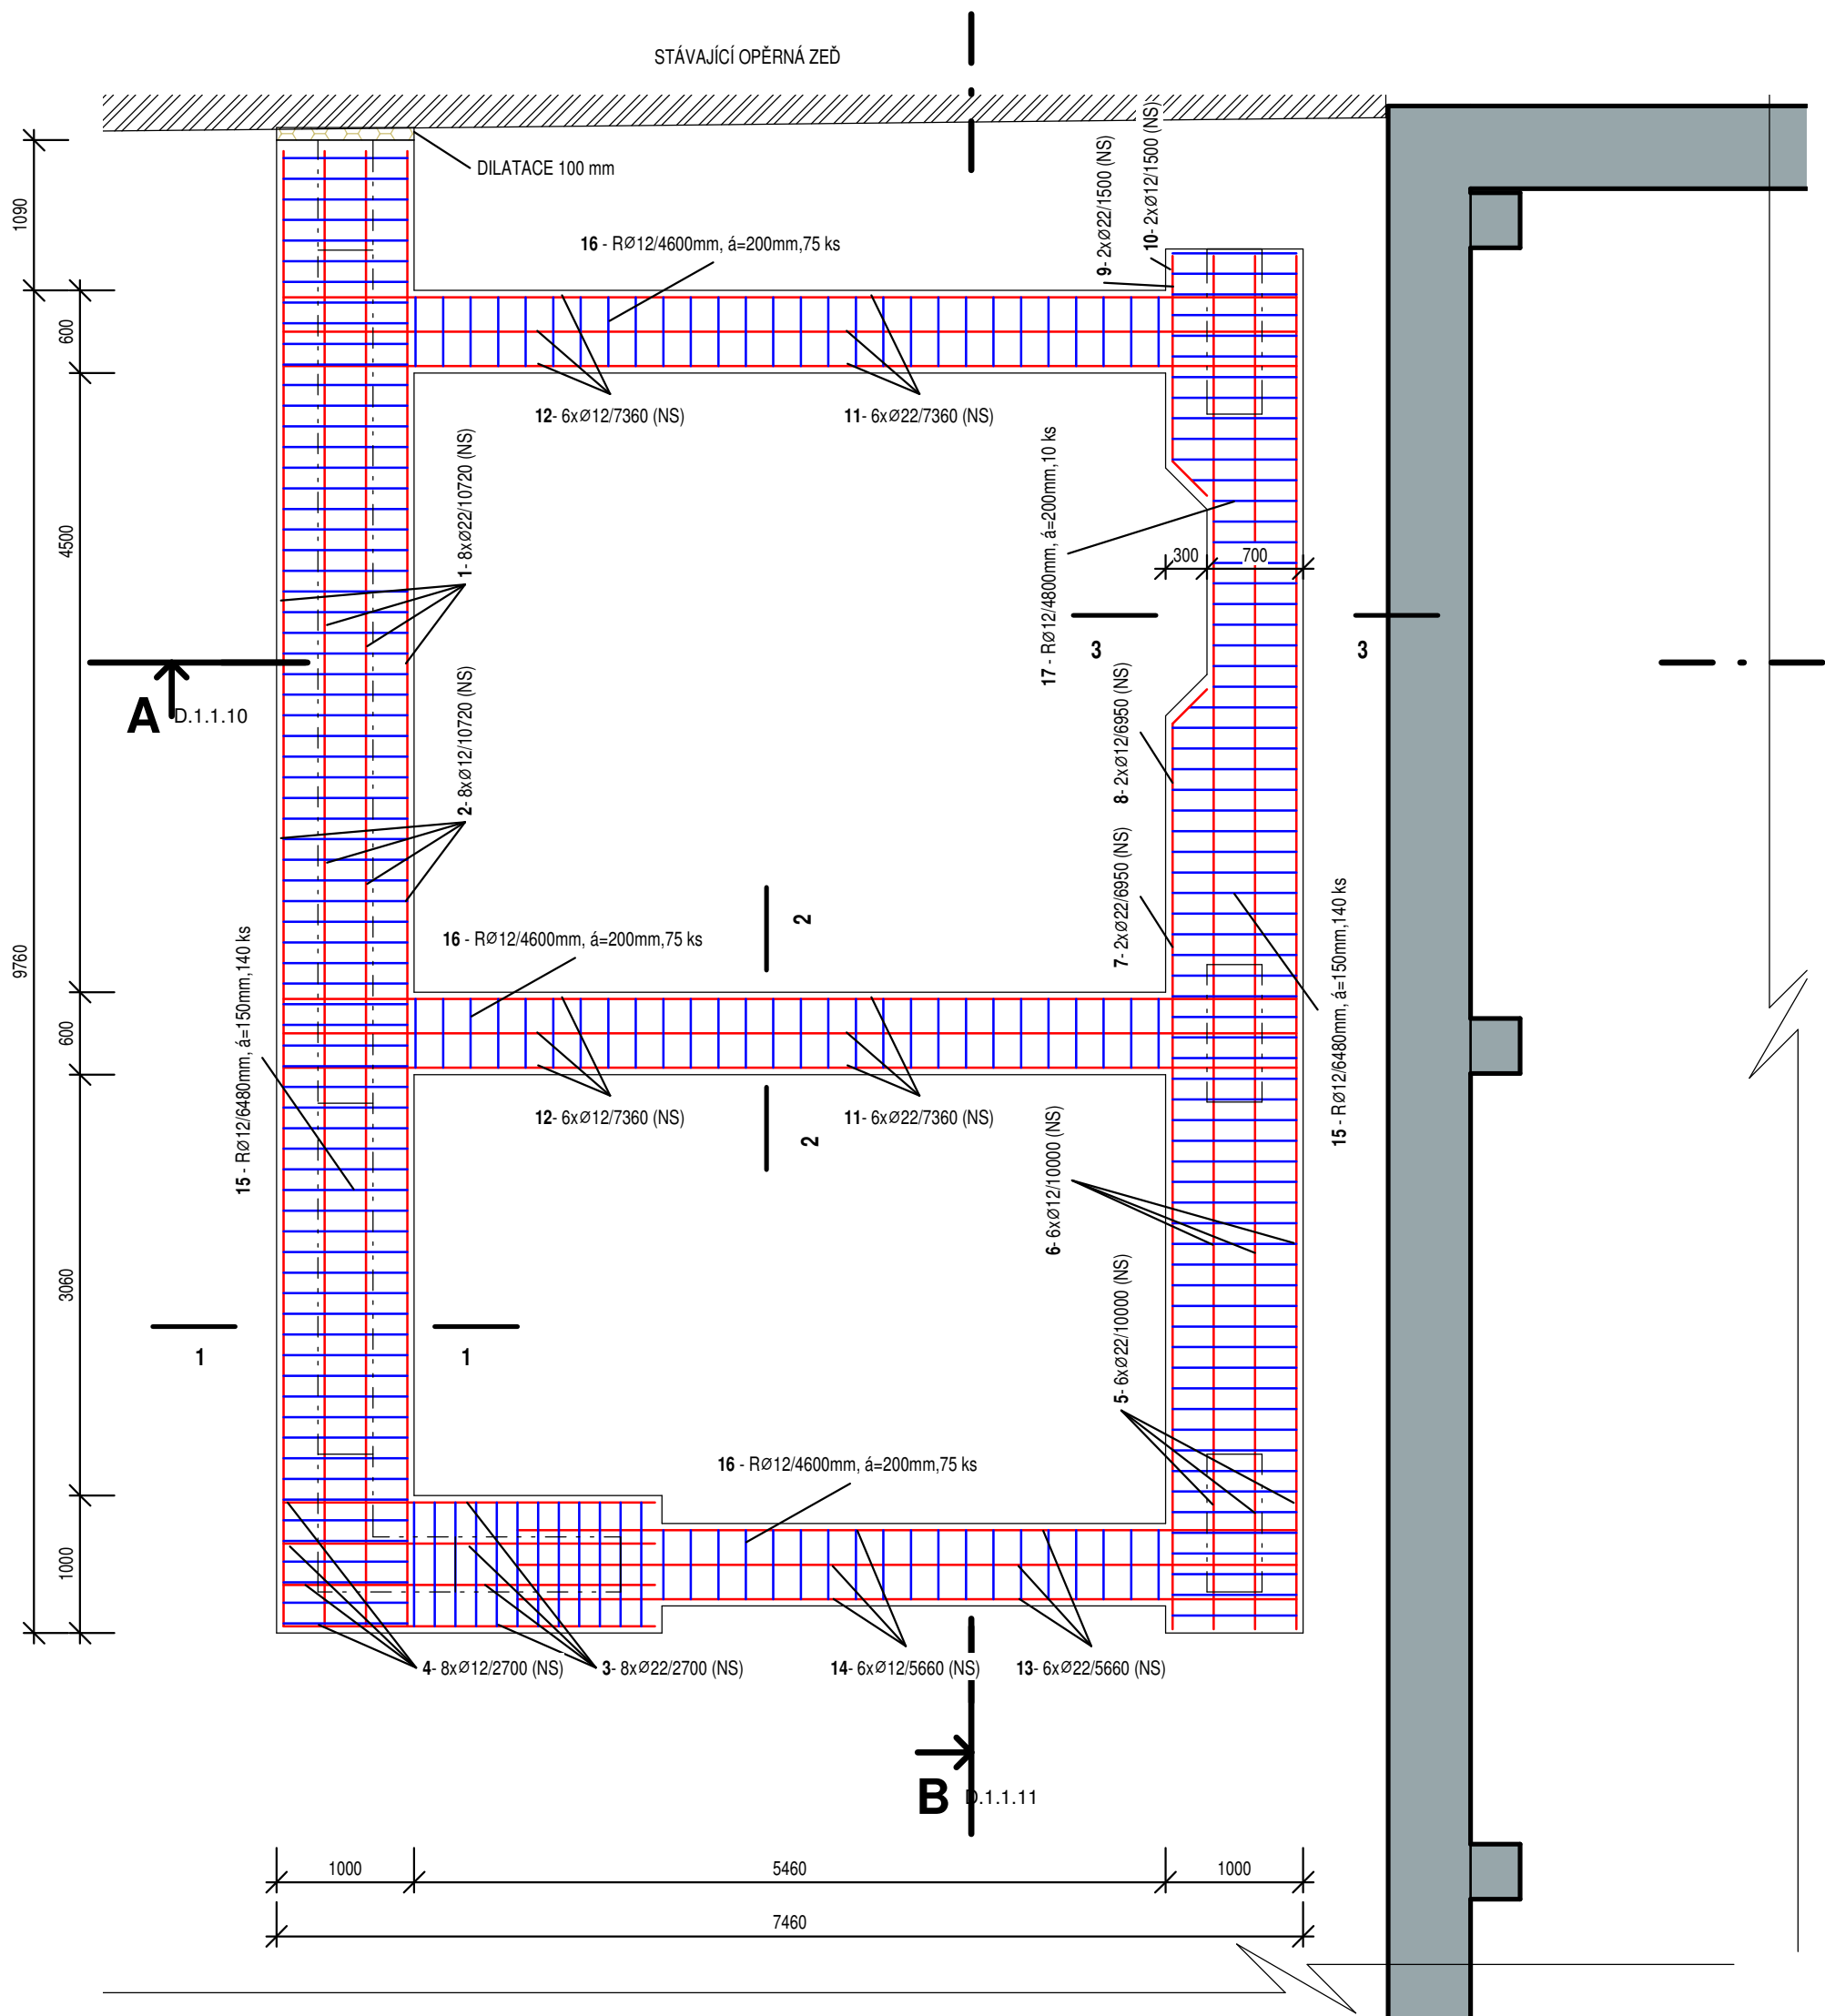 STÁVAJÍCÍ OPĚRNÁ ZEĎ
DILATACE 100 mm
1090
16 - RØ12/4600mm, á=200mm,75 ks
9- 2xØ22/1500 (NS)
10- 2xØ12/1500 (NS)
600
12- 6xØ12/7360 (NS)
11- 6xØ22/7360 (NS)
1- 8xØ22/10720 (NS)
17 - RØ12/4800mm, á=200mm,10 ks
4500
300
700
3
3
A
D.1.1.10
2- 8xØ12/10720 (NS)
8- 2xØ12/6950 (NS)
7- 2xØ22/6950 (NS)
9760
15 - RØ12/6480mm, á=150mm,140 ks
16 - RØ12/4600mm, á=200mm,75 ks
2
15 - RØ12/6480mm, á=150mm,140 ks
600
12- 6xØ12/7360 (NS)
11- 6xØ22/7360 (NS)
2
6- 6xØ12/10000 (NS)
3060
5- 6xØ22/10000 (NS)
1
1
16 - RØ12/4600mm, á=200mm,75 ks
1000
4- 8xØ12/2700 (NS)
3- 8xØ22/2700 (NS)
14- 6xØ12/5660 (NS)
13- 6xØ22/5660 (NS)
B
D.1.1.11
1000
5460
1000
7460